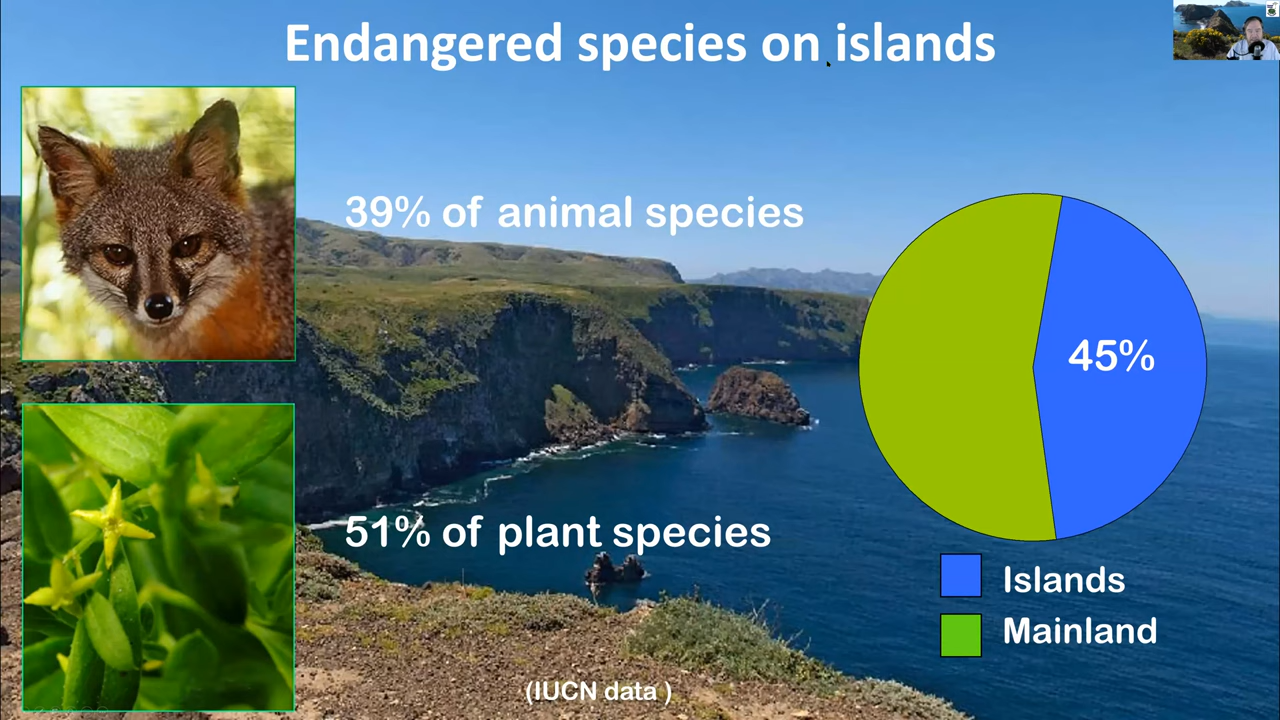 Endangered species on islands
39% of animal species
45%
51% of plant species
Islands
Mainland
(IUCN data )